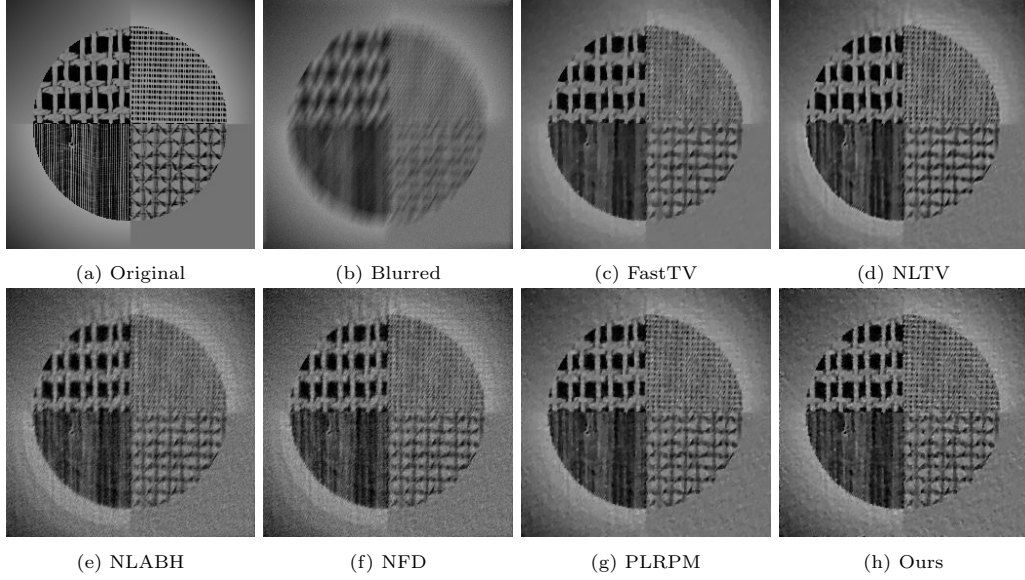 (a) Original
(b) Blurred
(c) FastTV
(d) NLTV
(e) NLABH
(f) NFD
(g) PLRPM
(h) Ours